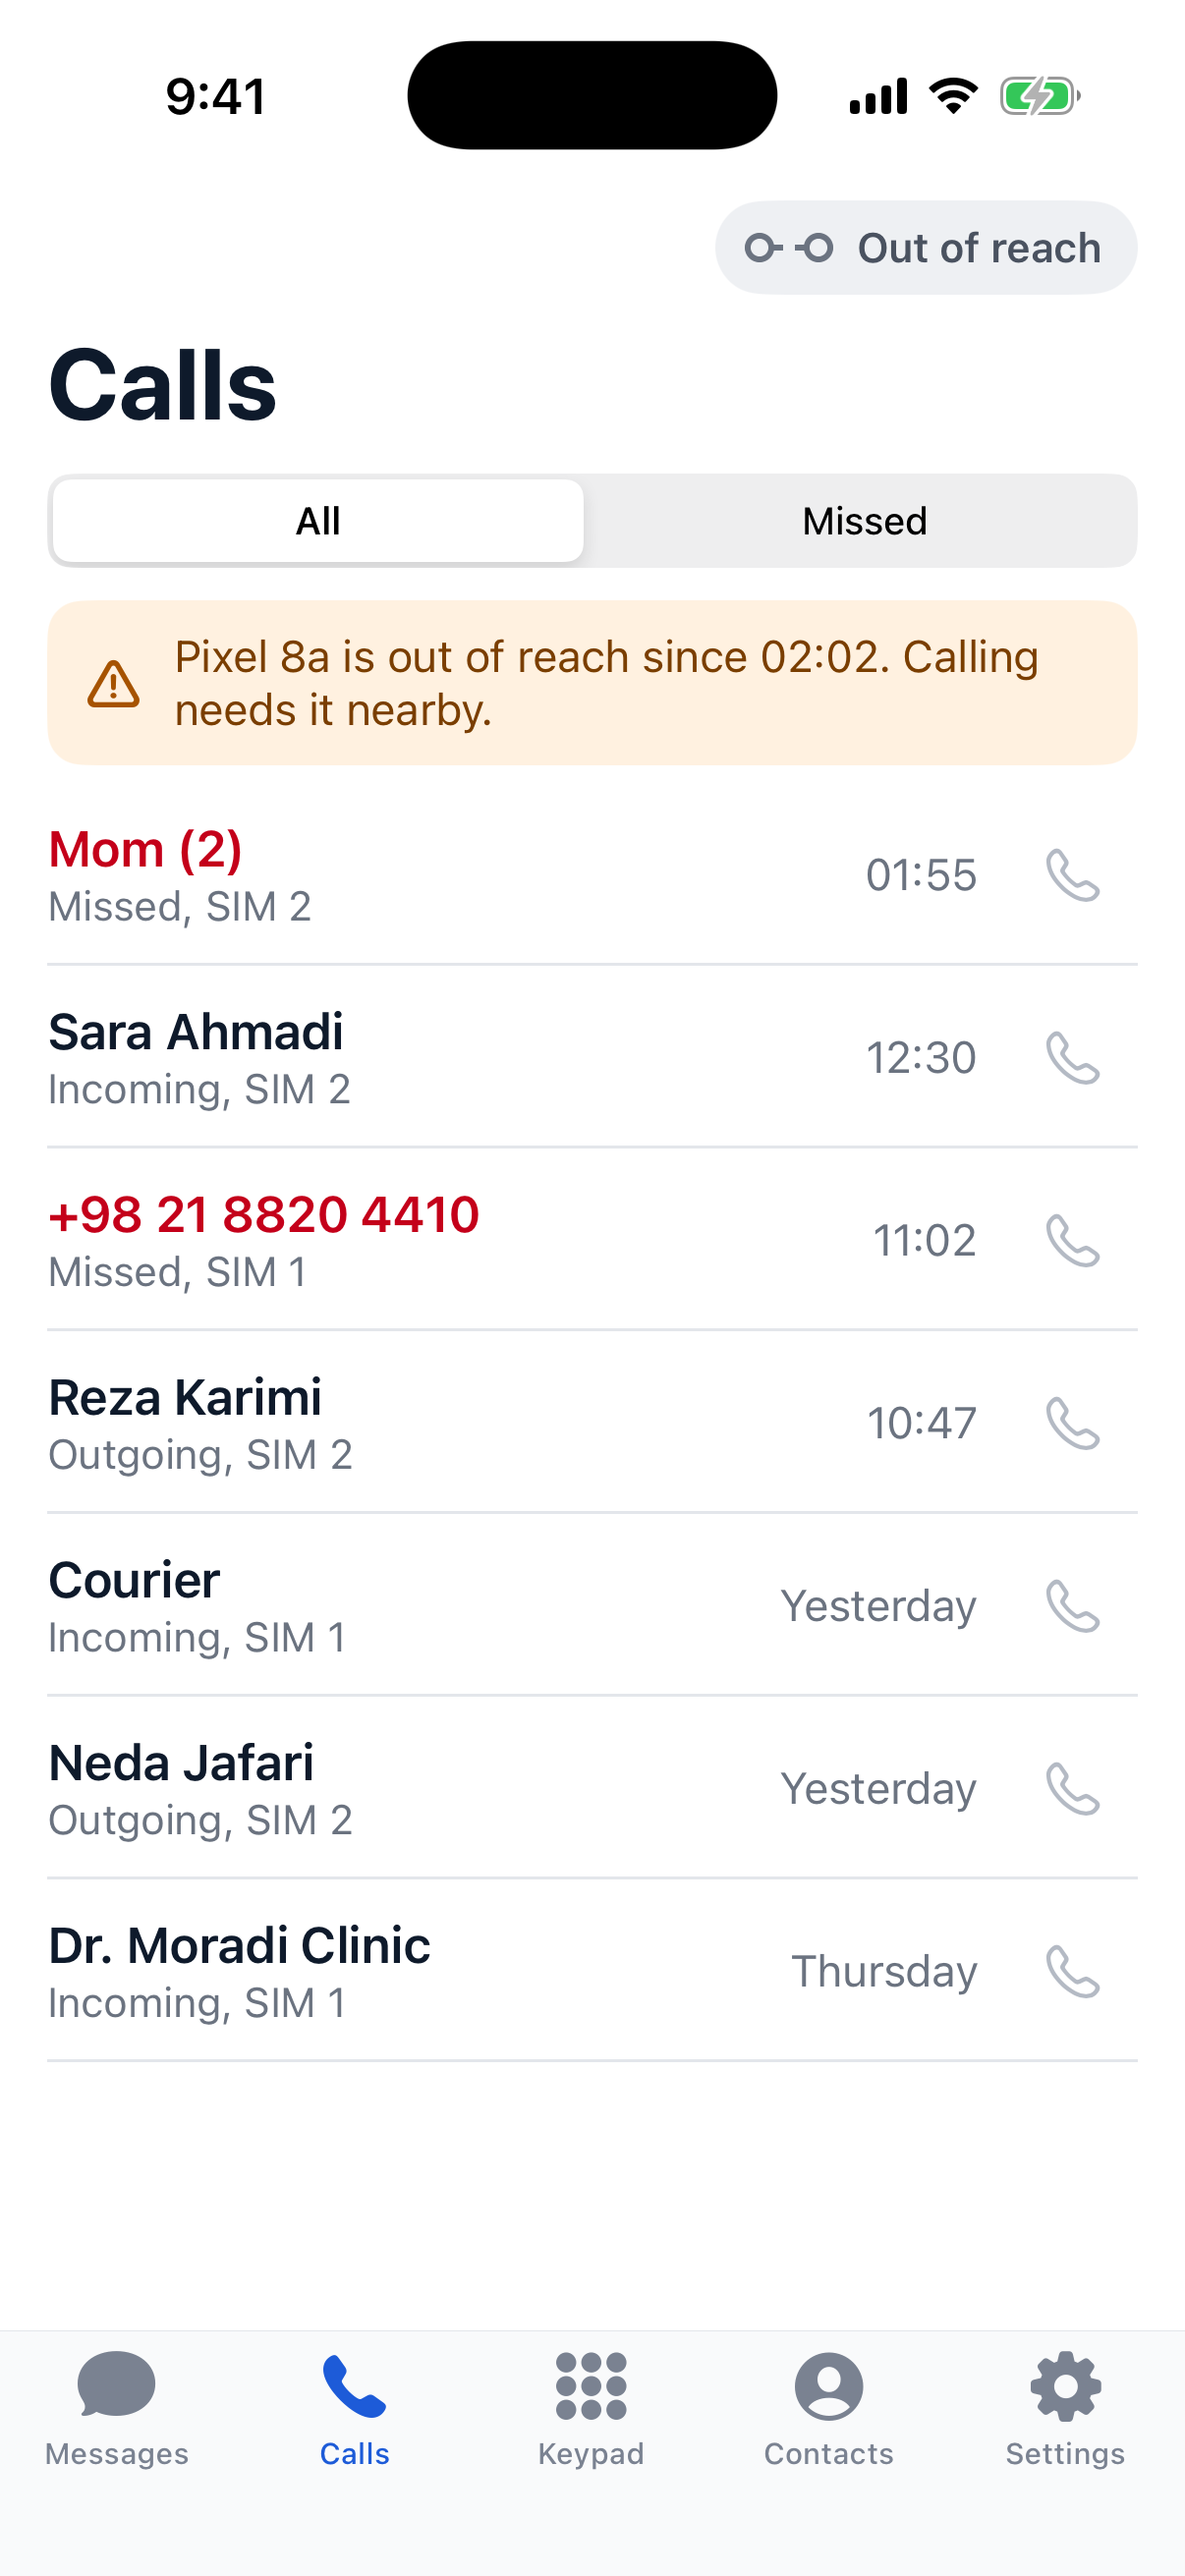 9:41
Out of reach
Calls
All
Missed
Pixel 8a is out of reach since 02:02. Calling
needs it nearby.
Mom (2)
Missed, SIM 2
01:55
Sara Ahmadi
Incoming, SIM 2
12:30
+98 21 8820 4410
Missed, SIM 1
11:02
Reza Karimi
Outgoing, SIM 2
10:47
Courier
Incoming, SIM 1
Yesterday
Neda Jafari
Outgoing, SIM 2
Yesterday
Dr. Moradi Clinic
Incoming, SIM 1
Thursday
Messages
Calls
Keypad
Contacts
Settings